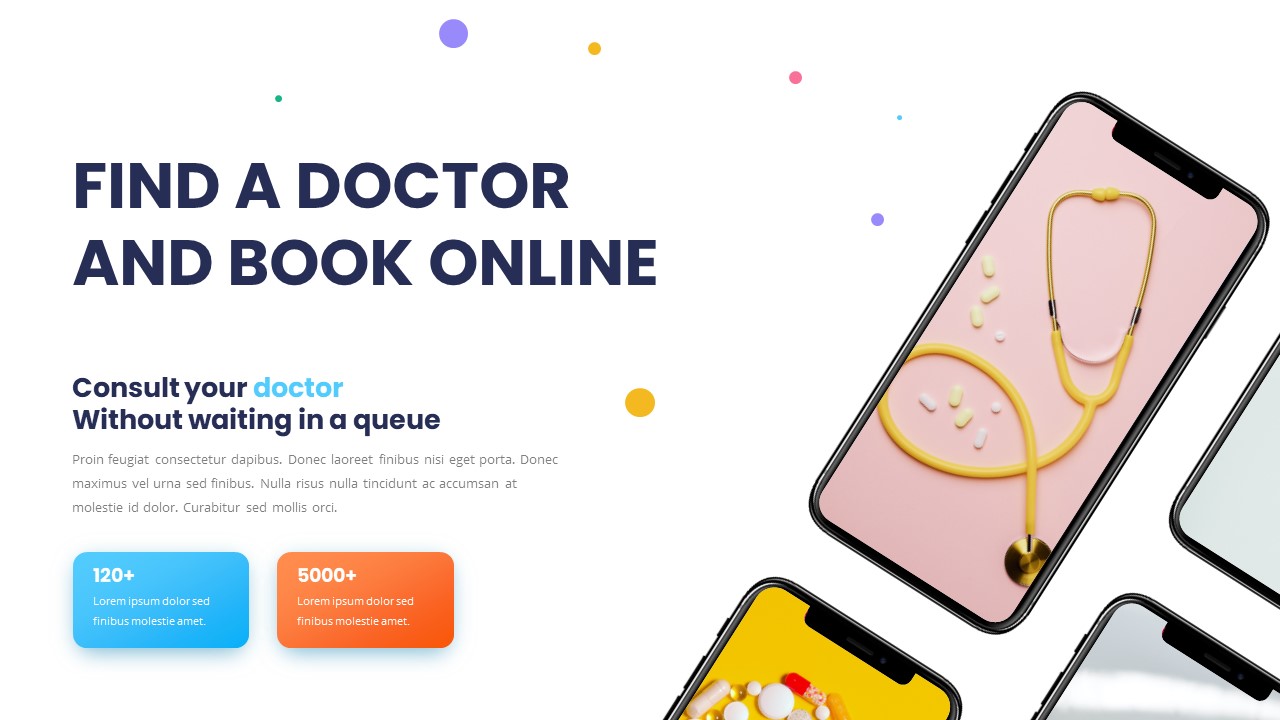 FIND A DOCTOR
AND BOOK ONLINE
Consult your doctor
Without waiting in a queue
Proin feugiat consectetur dapibus. Donec laoreet finibus nisi eget porta. Donec
maximus vel urna sed finibus. Nulla risus nulla tincidunt ac accumsan at
molestie id dolor. Curabitur sed mollis orci.
120+
Lorem ipsum dolor sed
finibus molestie amet.
5000+
Lorem ipsum dolor sed
finibus molestie amet.